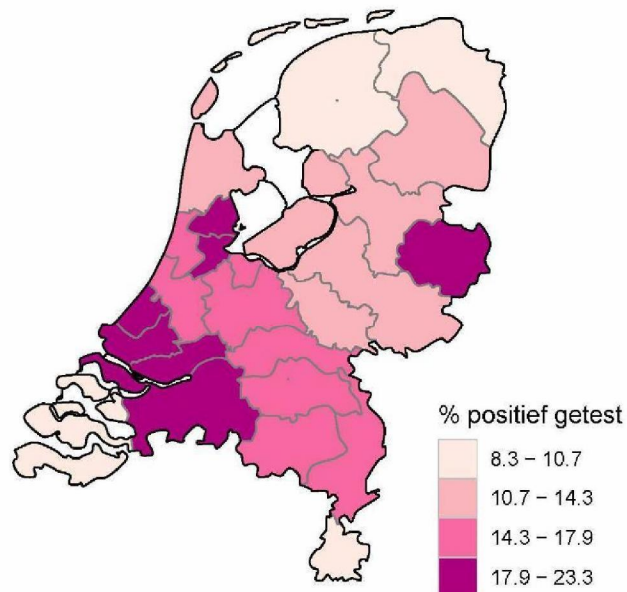 % positief getest
8.3 – 10.7
10.7 – 14.3
14.3 – 17.9
17.9 – 23.3